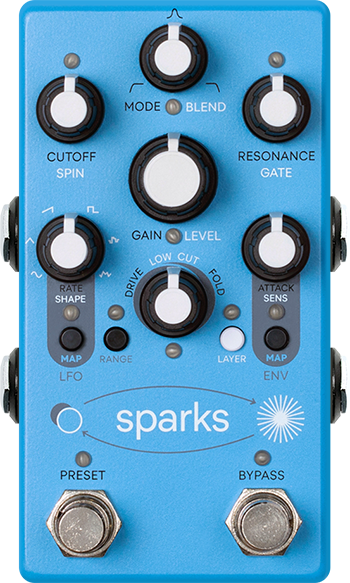 MODE BLEND
CUTOFF
SPIN
RESONANCE
GATE
GAIN LEVEL
DRIVE LOW CUT FOLD
RATE
SHAPE
ATTACK
SENS
MAP RANGE LAYER MAP
LFO ENV
sparks
PRESET BYPASS